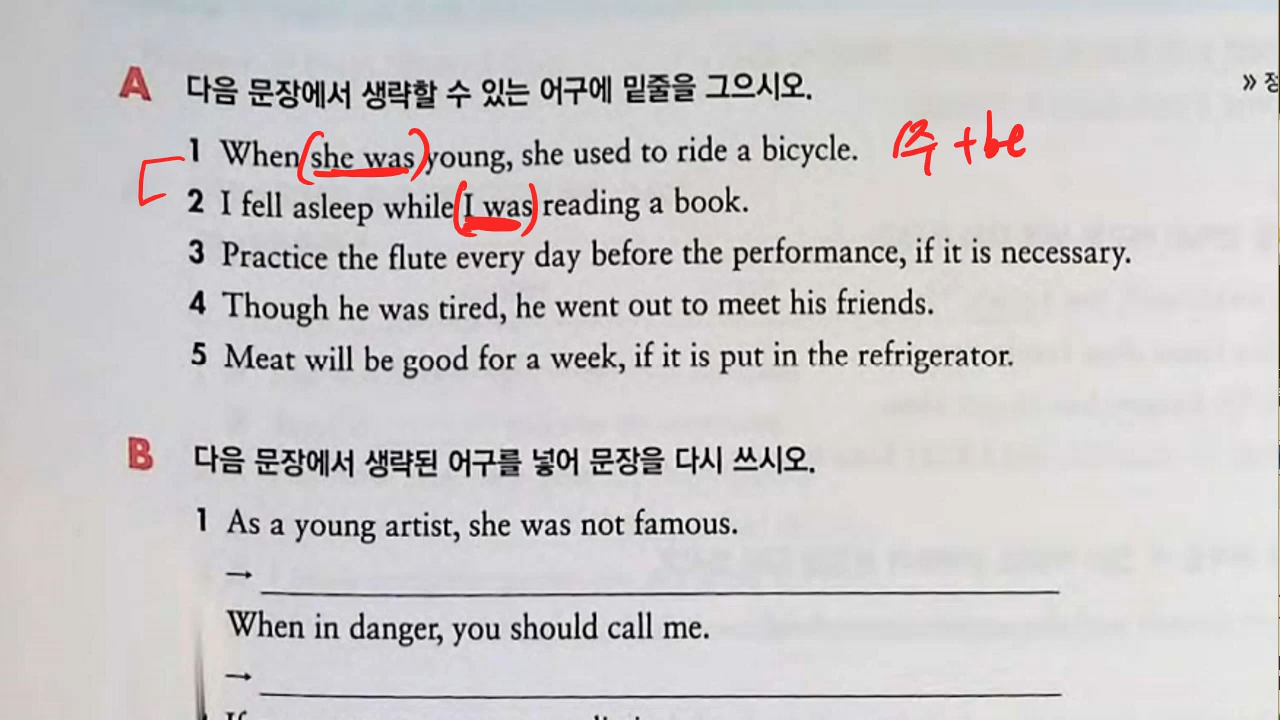 A 다음 문장에서 생략할 수 있는 어구에 밑줄을 그으시오. »
1 When (she was) young, she used to ride a bicycle. 주 + be
2 I fell asleep while (I was) reading a book.
3 Practice the flute every day before the performance, if it is necessary.
4 Though he was tired, he went out to meet his friends.
5 Meat will be good for a week, if it is put in the refrigerator.
B 다음 문장에서 생략된 어구를 넣어 문장을 다시 쓰시오.
1 As a young artist, she was not famous.
→
When in danger, you should call me.
→